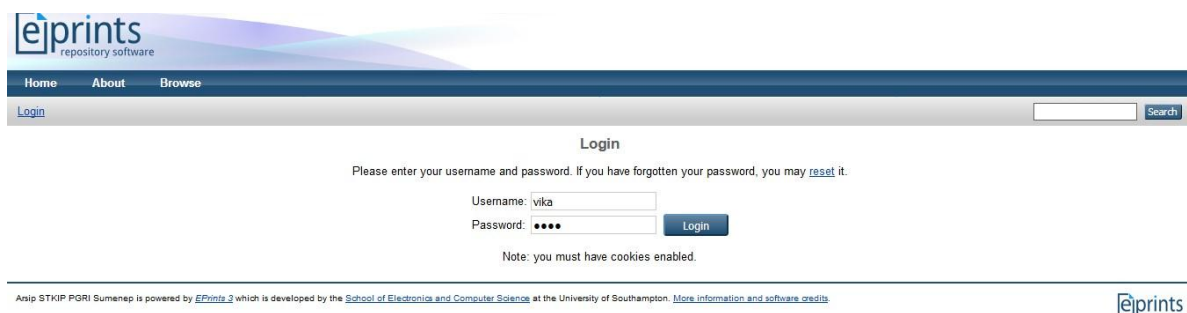 eprints
repository software
Home About Browse
Login Search
Login
Please enter your username and password. If you have forgotten your password, you may reset it.
Username: vika
Password: ●●●● Login
Note: you must have cookies enabled.
Arsip STKIP PGRI Sumenep is powered by EPrints 3 which is developed by the School of Electronics and Computer Science at the University of Southampton. More information and software credits.
eprints